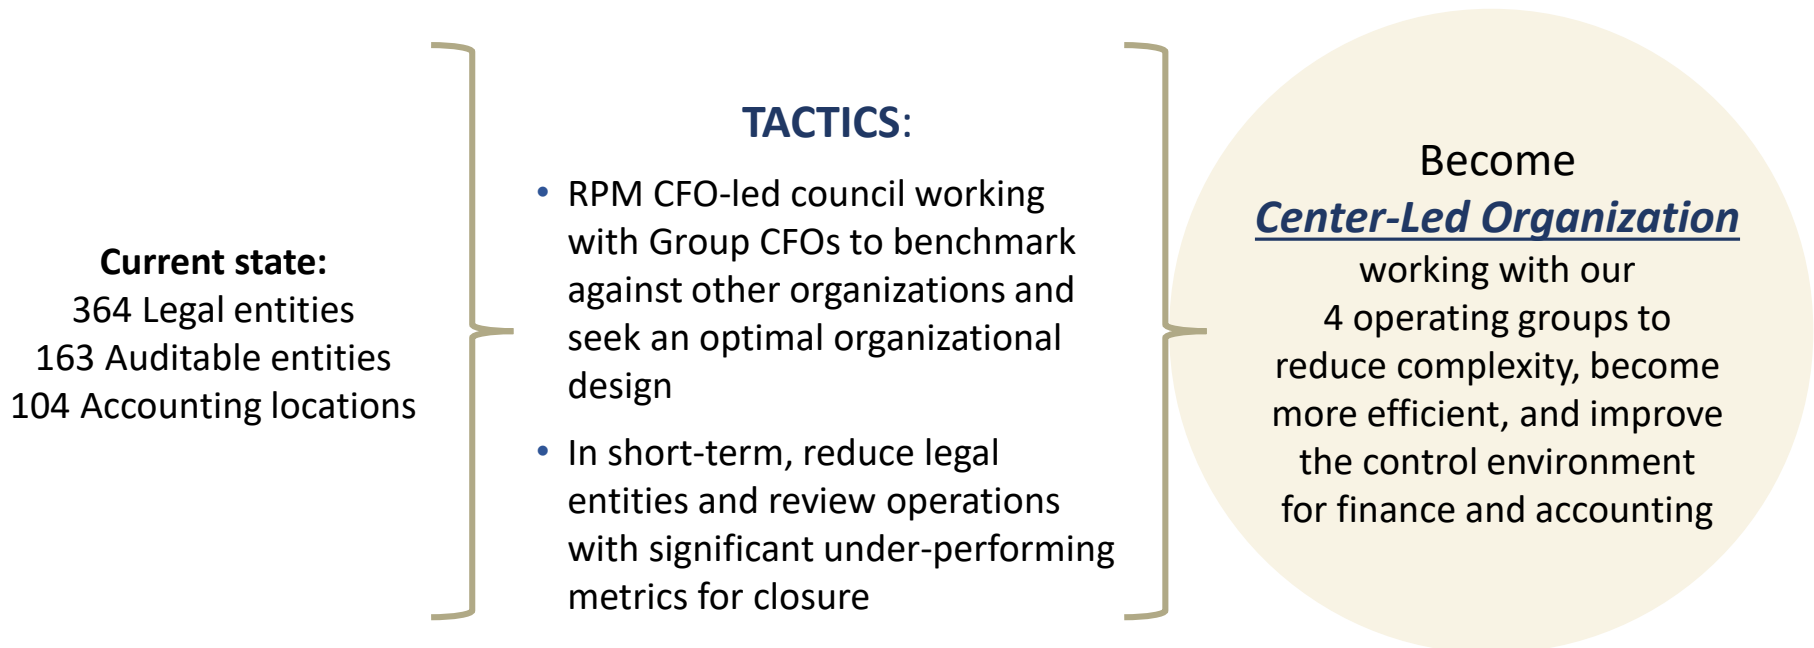 Current state:
364 Legal entities
163 Auditable entities
104 Accounting locations
TACTICS:
• RPM CFO-led council working
with Group CFOs to benchmark
against other organizations and
seek an optimal organizational
design
• In short-term, reduce legal
entities and review operations
with significant under-performing
metrics for closure
Become
Center-Led Organization
working with our
4 operating groups to
reduce complexity, become
more efficient, and improve
the control environment
for finance and accounting